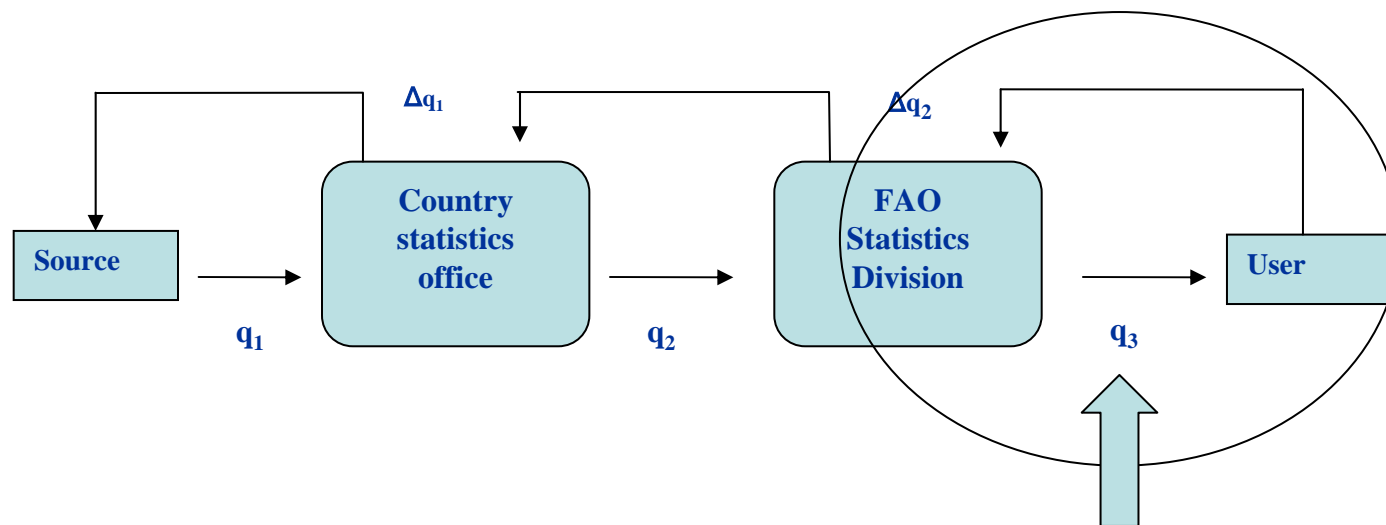 Δq₁
Δq₂
Source
Country
statistics
office
FAO
Statistics
Division
User
q₁
q₂
q₃